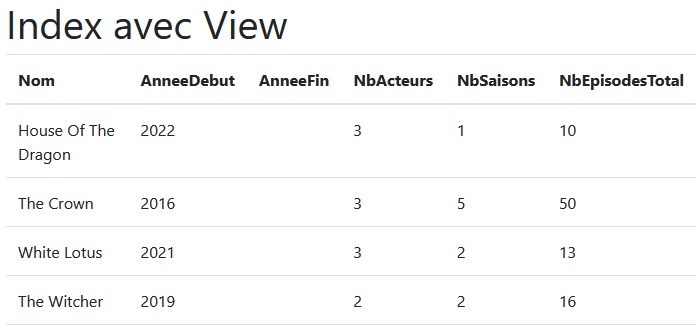 Index avec View
Nom AnneeDebut AnneeFin NbActeurs NbSaisons NbEpisodesTotal
House Of The Dragon 2022 3 1 10
The Crown 2016 3 5 50
White Lotus 2021 3 2 13
The Witcher 2019 2 2 16